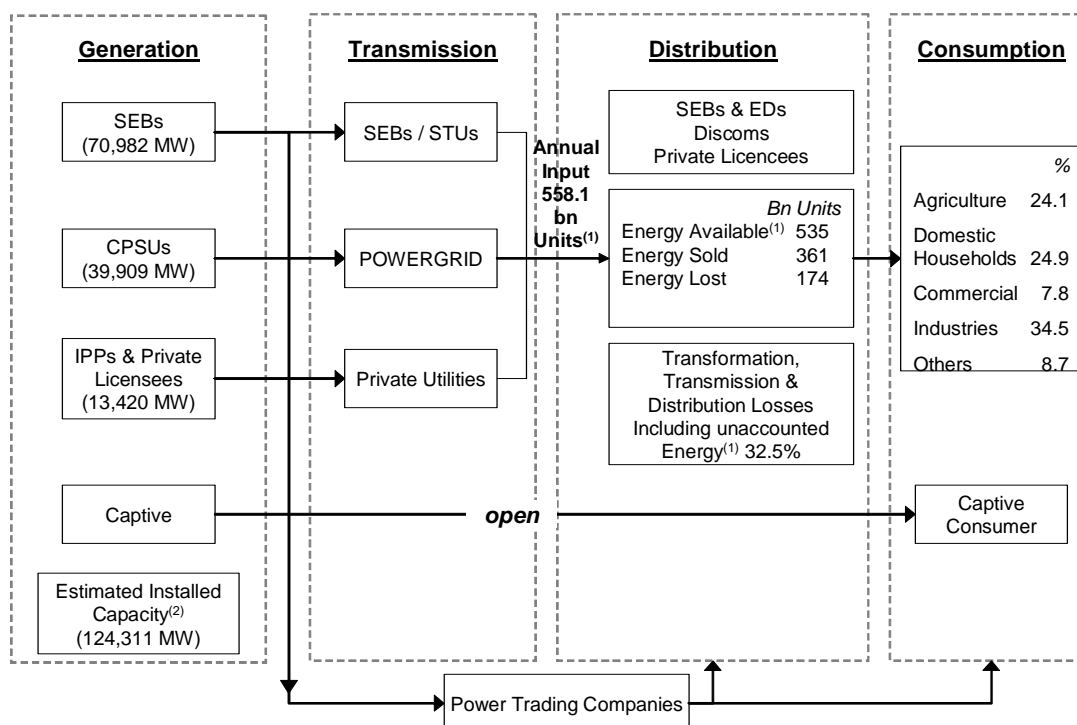 Generation
SEBs
(70,982 MW)
CPSUs
(39,909 MW)
IPPs & Private
Licensees
(13,420 MW)
Captive
Estimated Installed
Capacity(2)
(124,311 MW)
Transmission
SEBs / STUs
POWERGRID
Private Utilities
open
Annual
Input
558.1
bn
Units(1)
Distribution
SEBs & EDs
Discoms
Private Licencees
Bn Units
Energy Available(1) 535
Energy Sold 361
Energy Lost 174
Transformation,
Transmission &
Distribution Losses
Including unaccounted
Energy(1) 32.5%
Consumption
%
Agriculture 24.1
Domestic
Households 24.9
Commercial 7.8
Industries 34.5
Others 8.7
Captive
Consumer
Power Trading Companies